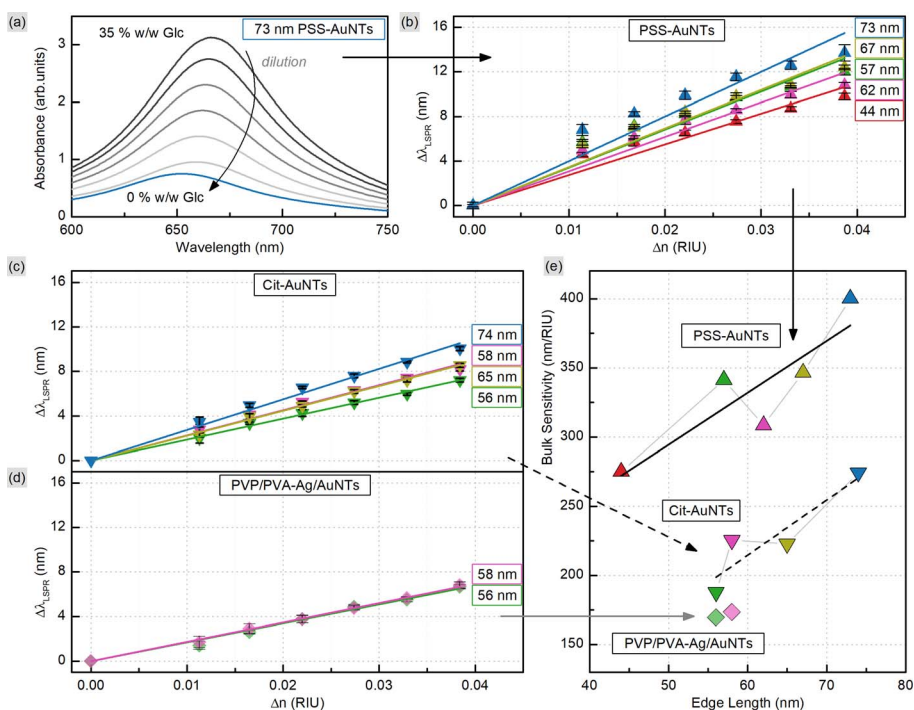 (a)
35 % w/w Glc
73 nm PSS-AuNTs
dilution
0 % w/w Glc
Absorbance (arb.units)
3
2
1
0
600
650
700
750
Wavelength (nm)
(b)
PSS-AuNTs
73 nm
67 nm
57 nm
62 nm
44 nm
ΔλLSPR (nm)
16
12
8
4
0
0.00
0.01
0.02
0.03
0.04
Δn (RIU)
(c)
Cit-AuNTs
74 nm
58 nm
65 nm
56 nm
ΔλLSPR (nm)
16
12
8
4
0
(d)
PVP/PVA-Ag/AuNTs
58 nm
56 nm
ΔλLSPR (nm)
16
12
8
4
0
0.00
0.01
0.02
0.03
0.04
Δn (RIU)
(e)
PSS-AuNTs
Cit-AuNTs
PVP/PVA-Ag/AuNTs
Bulk Sensitivity (nm/RIU)
400
350
300
250
200
150
40
50
60
70
80
Edge Length (nm)